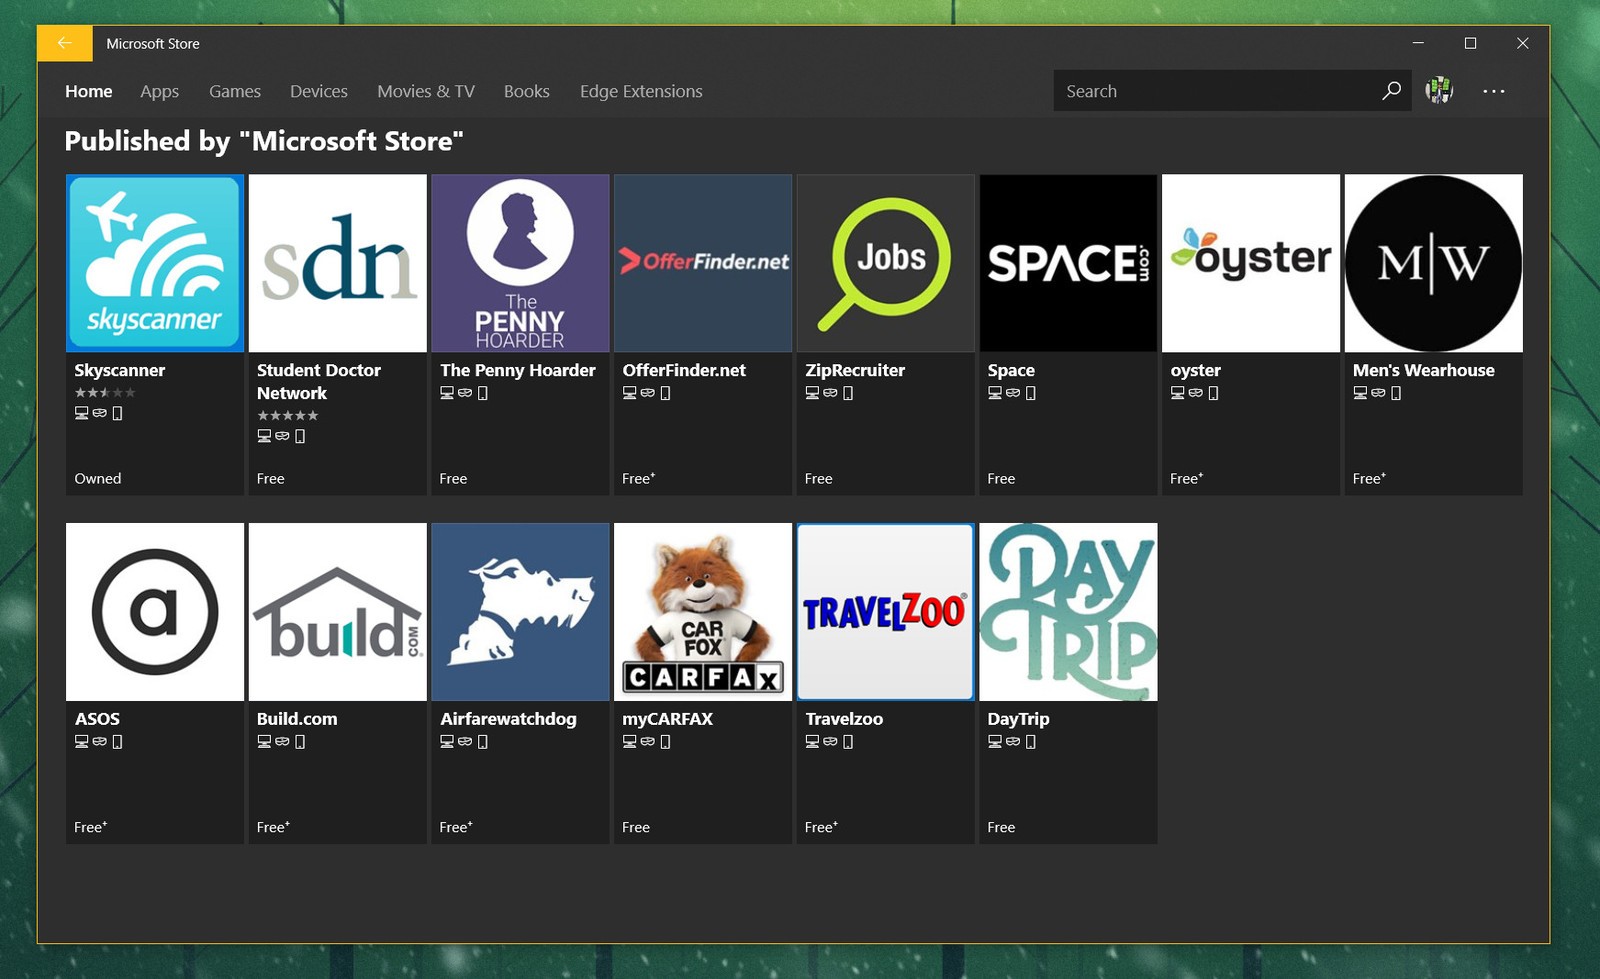 Microsoft Store
Home Apps Games Devices Movies & TV Books Edge Extensions Search
Published by "Microsoft Store"
skyscanner
sdn
The
PENNY
HOARDER
OfferFinder.net
Jobs
SPACE.com
oyster
M|W
Skyscanner
Owned
Student Doctor
Network
Free
The Penny Hoarder
Free
OfferFinder.net
Free+
ZipRecruiter
Free
Space
Free
oyster
Free+
Men's Wearhouse
Free+
a
build.com®
CAR
FOX
CARFAX
TRAVELZOO®
DAY
TRIP
ASOS
Free+
Build.com
Free+
Airfarewatchdog
Free+
myCARFAX
Free
Travelzoo
Free+
DayTrip
Free